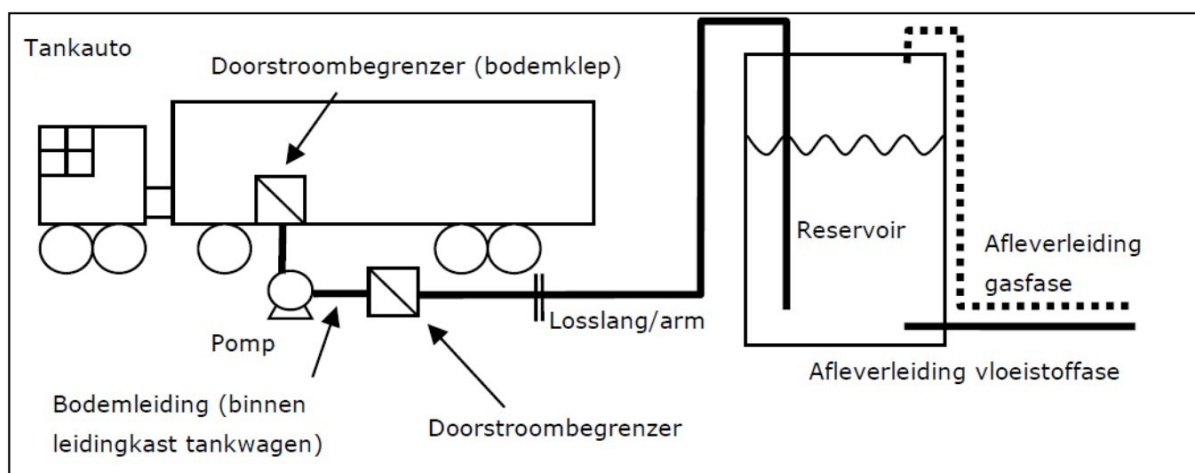 Tankauto
Doorstroombegrenzer (bodemklep)
Reservoir
Afleverleiding
gasfase
Losslang/arm
Pomp
Afleverleiding vloeistoffase
Bodemleiding (binnen
leidingkast tankwagen)
Doorstroombegrenzer